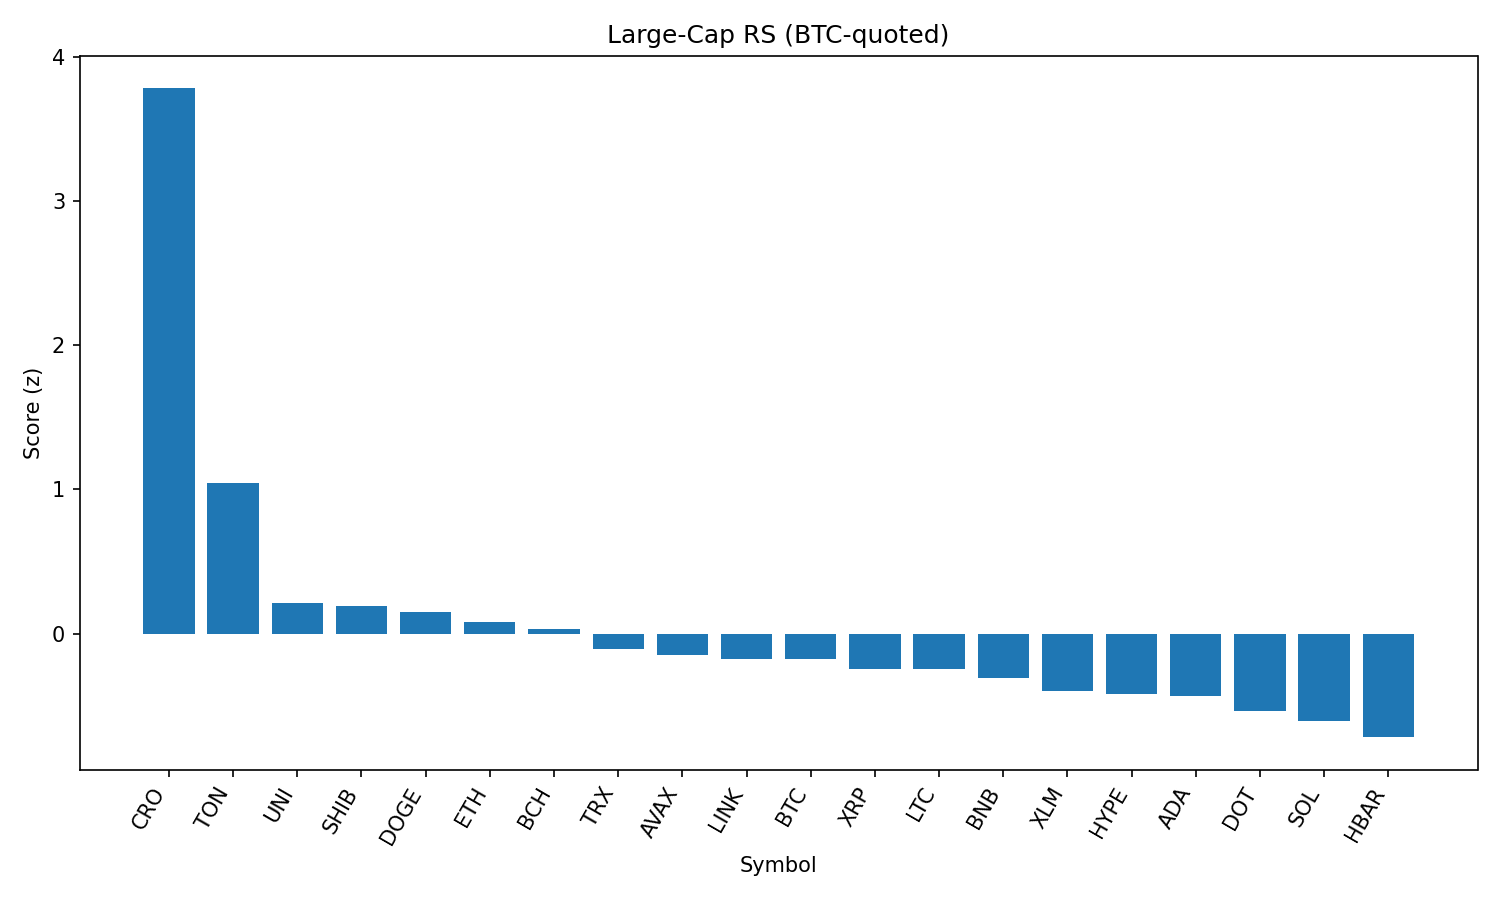 Large-Cap RS (BTC-quoted)
Score (z)
4
3
2
1
0
CRO
TON
UNI
SHIB
DOGE
ETH
BCH
TRX
AVAX
LINK
BTC
XRP
LTC
BNB
XLM
HYPE
ADA
DOT
SOL
HBAR
Symbol